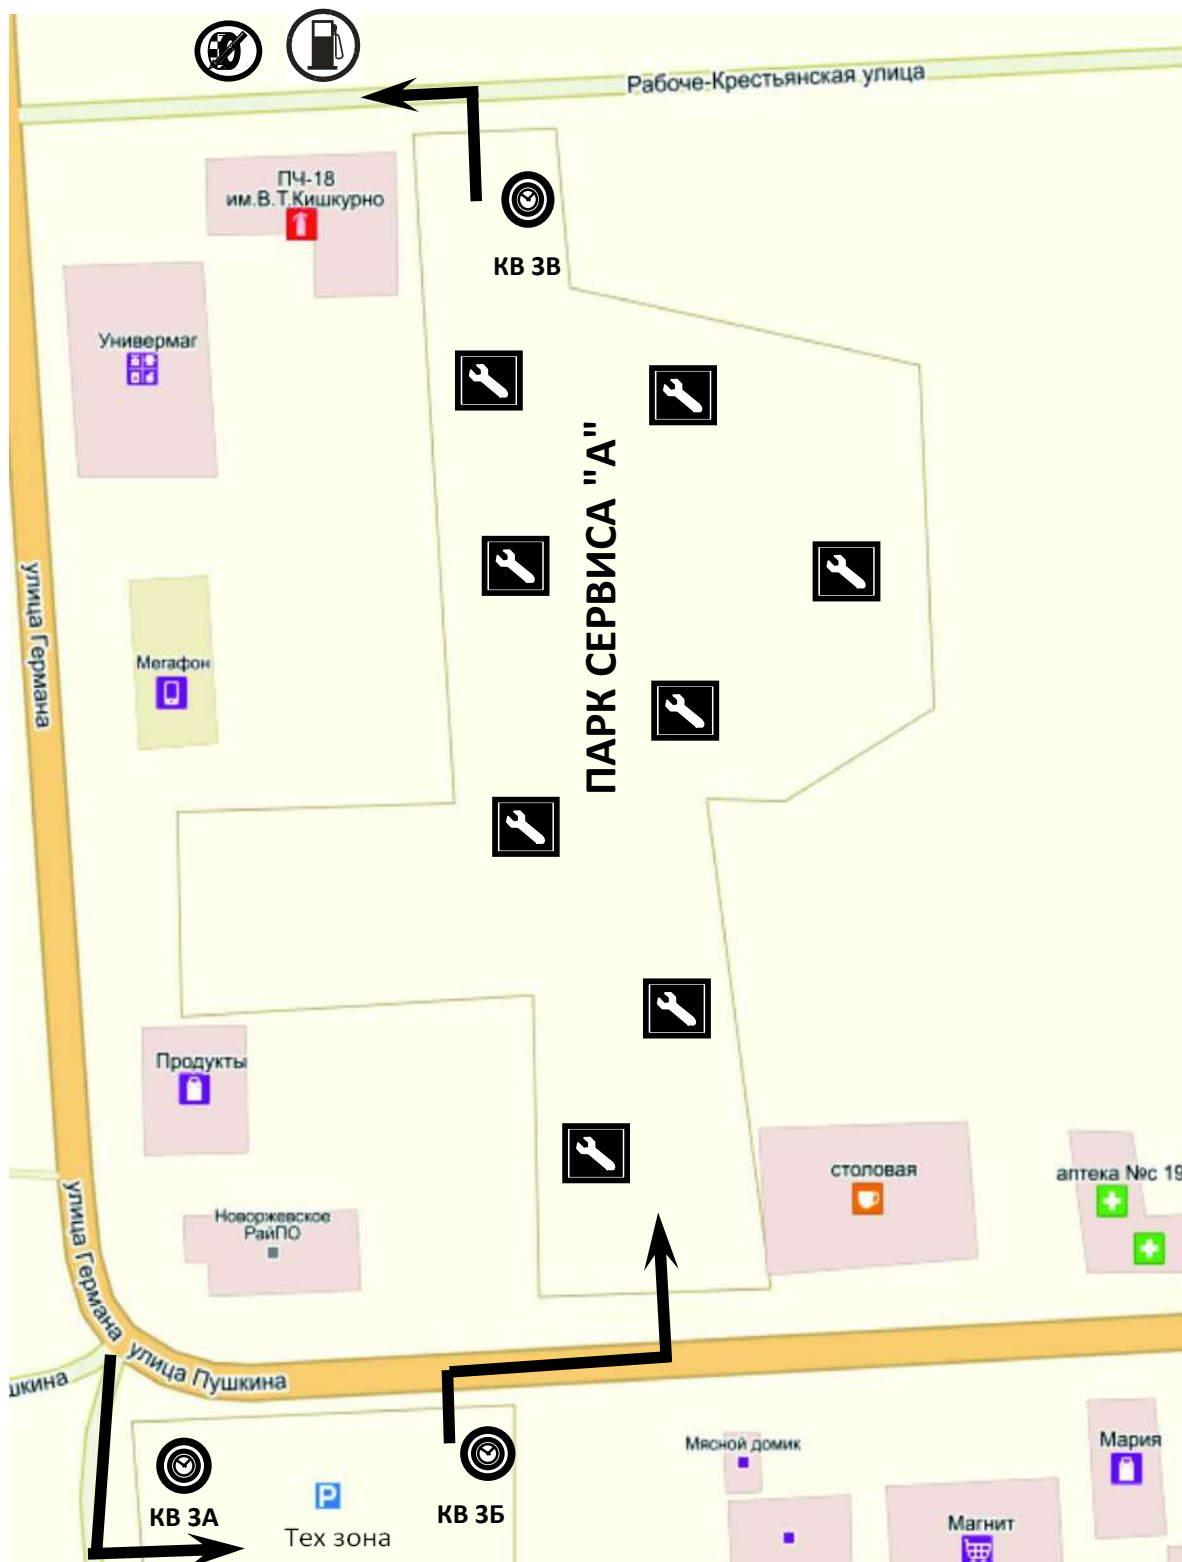 Рабоче-Крестьянская улица
ПЧ-18
им.В.Т.Кишкурно
КВ 3В
Универмаг
ПАРК СЕРВИСА "А"
улица Германа
Мегафон
Продукты
столовая
аптека №с 19
Новоржевское
РайПО
улица Германа
улица Пушкина
шкина
КВ 3А
P
Тех зона
КВ 3Б
Мясной домик
Мария
Магнит